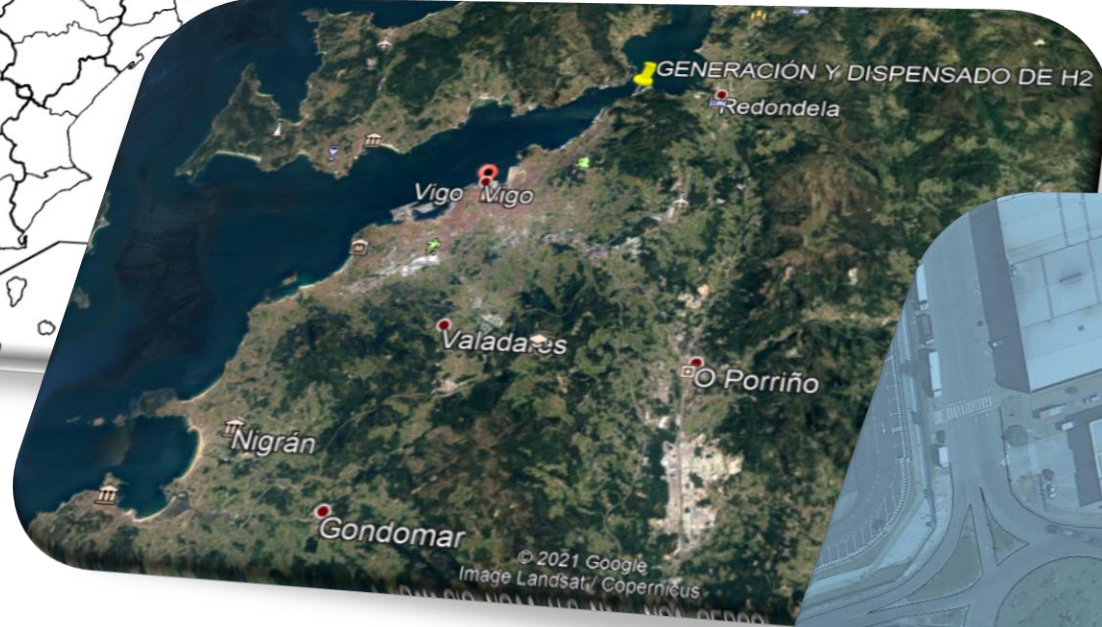 GENERACIÓN Y DISPENSADO DE H2
Redondela
Vigo Vigo
Valadares
O Porriño
Nigrán
Gondomar
© 2021 Google
Image Landsat / Copernicus